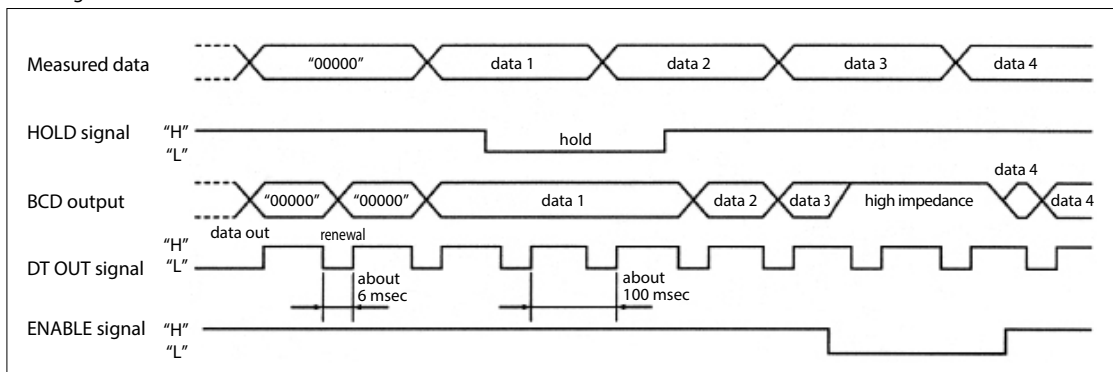 Measured data "00000" data 1 data 2 data 3 data 4
HOLD signal "H"
"L" hold
data 4
BCD output "00000" "00000" data 1 data 2 data 3 high impedance data 4
data out renewal
DT OUT signal "H"
"L"
about
6 msec
about
100 msec
ENABLE signal "H"
"L"